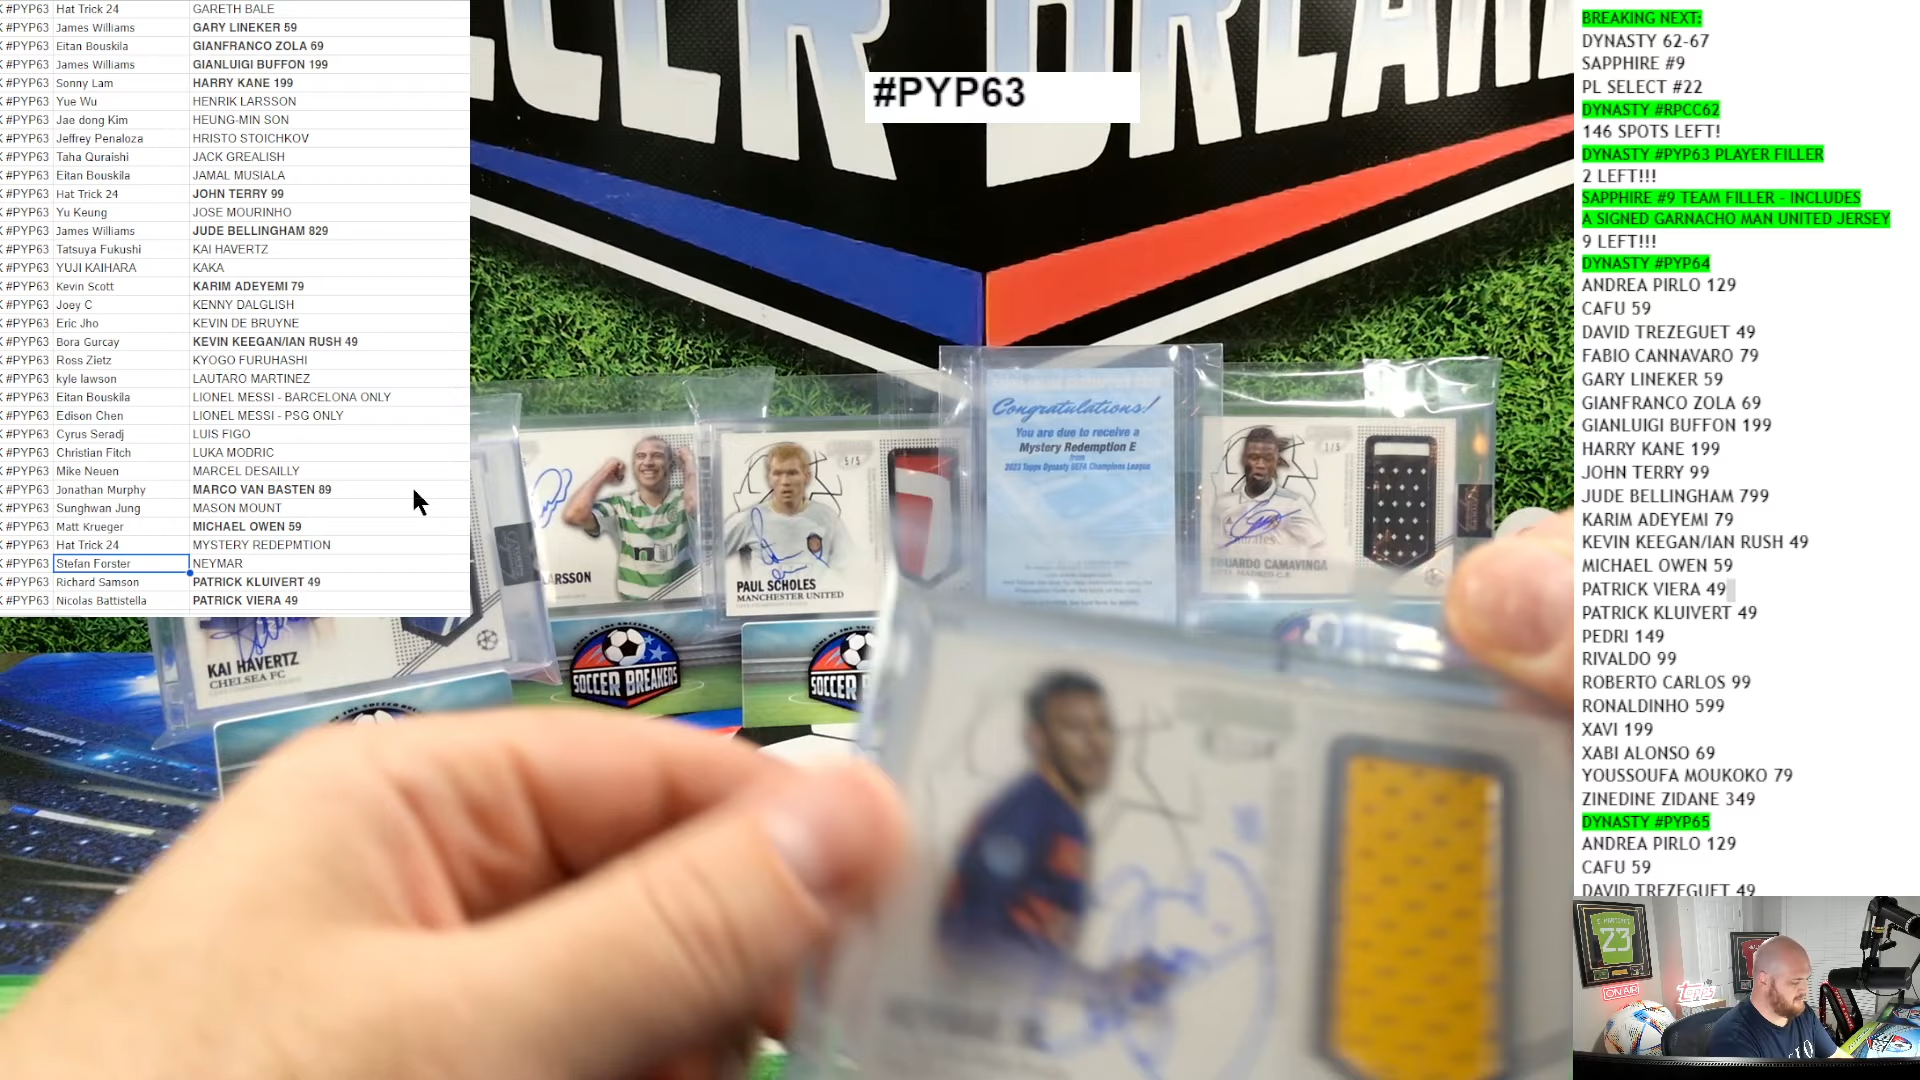 #PYP63 Hat Trick 24 GARETH BALE
#PYP63 James Williams GARY LINEKER 59
#PYP63 Eitan Bouskila GIANFRANCO ZOLA 69
#PYP63 James Williams GIANLUIGI BUFFON 199
#PYP63 Sonny Lam HARRY KANE 199
#PYP63 Yue Wu HENRIK LARSSON
#PYP63 Jae dong Kim HEUNG-MIN SON
#PYP63 Jeffrey Penaloza HRISTO STOICHKOV
#PYP63 Taha Quraishi JACK GREALISH
#PYP63 Eitan Bouskila JAMAL MUSIALA
#PYP63 Hat Trick 24 JOHN TERRY 99
#PYP63 Yu Keung JOSE MOURINHO
#PYP63 James Williams JUDE BELLINGHAM 829
#PYP63 Tatsuya Fukushi KAI HAVERTZ
#PYP63 YUJI KAIHARA KAKA
#PYP63 Kevin Scott KARIM ADEYEMI 79
#PYP63 Joey C KENNY DALGLISH
#PYP63 Eric Jho KEVIN DE BRUYNE
#PYP63 Bora Gurcay KEVIN KEEGAN/IAN RUSH 49
#PYP63 Ross Zietz KYOGO FURUHASHI
#PYP63 kyle lawson LAUTARO MARTINEZ
#PYP63 Eitan Bouskila LIONEL MESSI - BARCELONA ONLY
#PYP63 Edison Chen LIONEL MESSI - PSG ONLY
#PYP63 Cyrus Seradj LUIS FIGO
#PYP63 Christian Fitch LUKA MODRIC
#PYP63 Mike Neuen MARCEL DESAILLY
#PYP63 Jonathan Murphy MARCO VAN BASTEN 89
#PYP63 Sunghwan Jung MASON MOUNT
#PYP63 Matt Krueger MICHAEL OWEN 59
#PYP63 Hat Trick 24 MYSTERY REDEPMTION
#PYP63 Stefan Forster NEYMAR
#PYP63 Richard Samson PATRICK KLUIVERT 49
#PYP63 Nicolas Battistella PATRICK VIERA 49
#PYP63
Congratulations!
You are due to receive a
Mystery Redemption E
from
2023 Topps Dynasty UEFA Champions League
5/5
1/5
ARSSON
PAUL SCHOLES
MANCHESTER UNITED
EDUARDO CAMAVINGA
KAI HAVERTZ
CHELSEA FC
SOCCER BREAKERS
SOCCER
BREAKING NEXT:
DYNASTY 62-67
SAPPHIRE #9
PL SELECT #22
DYNASTY #RPCC62
146 SPOTS LEFT!
DYNASTY #PYP63 PLAYER FILLER
2 LEFT!!!
SAPPHIRE #9 TEAM FILLER - INCLUDES
A SIGNED GARNACHO MAN UNITED JERSEY
9 LEFT!!!
DYNASTY #PYP64
ANDREA PIRLO 129
CAFU 59
DAVID TREZEGUET 49
FABIO CANNAVARO 79
GARY LINEKER 59
GIANFRANCO ZOLA 69
GIANLUIGI BUFFON 199
HARRY KANE 199
JOHN TERRY 99
JUDE BELLINGHAM 799
KARIM ADEYEMI 79
KEVIN KEEGAN/IAN RUSH 49
MICHAEL OWEN 59
PATRICK VIERA 49
PATRICK KLUIVERT 49
PEDRI 149
RIVALDO 99
ROBERTO CARLOS 99
RONALDINHO 599
XAVI 199
XABI ALONSO 69
YOUSSOUFA MOUKOKO 79
ZINEDINE ZIDANE 349
DYNASTY #PYP65
ANDREA PIRLO 129
CAFU 59
DAVID TREZEGUET 49
23
ON AIR
topps